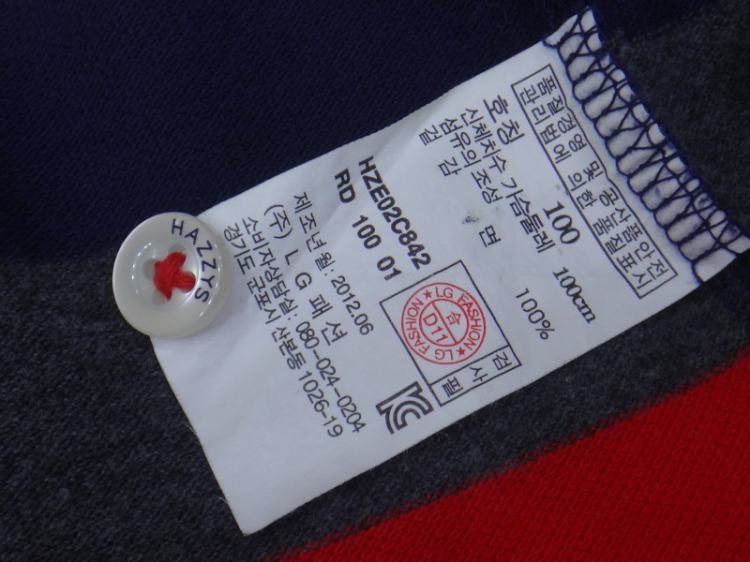 품질경영 및 공산품안전
관리법에 의한 품질표시
호칭 100
신체치수 가슴둘레 100cm
섬유의 조성 면 100%
겉감
HZE02C842
RD 100 01
LG FASHION
합
D11
LG FASHION
검사필
제조년월: 2012.06
(주) LG패션
소비자상담실: 080-024-0204
경기도 군포시 산본동 1026-19
HAZZYS